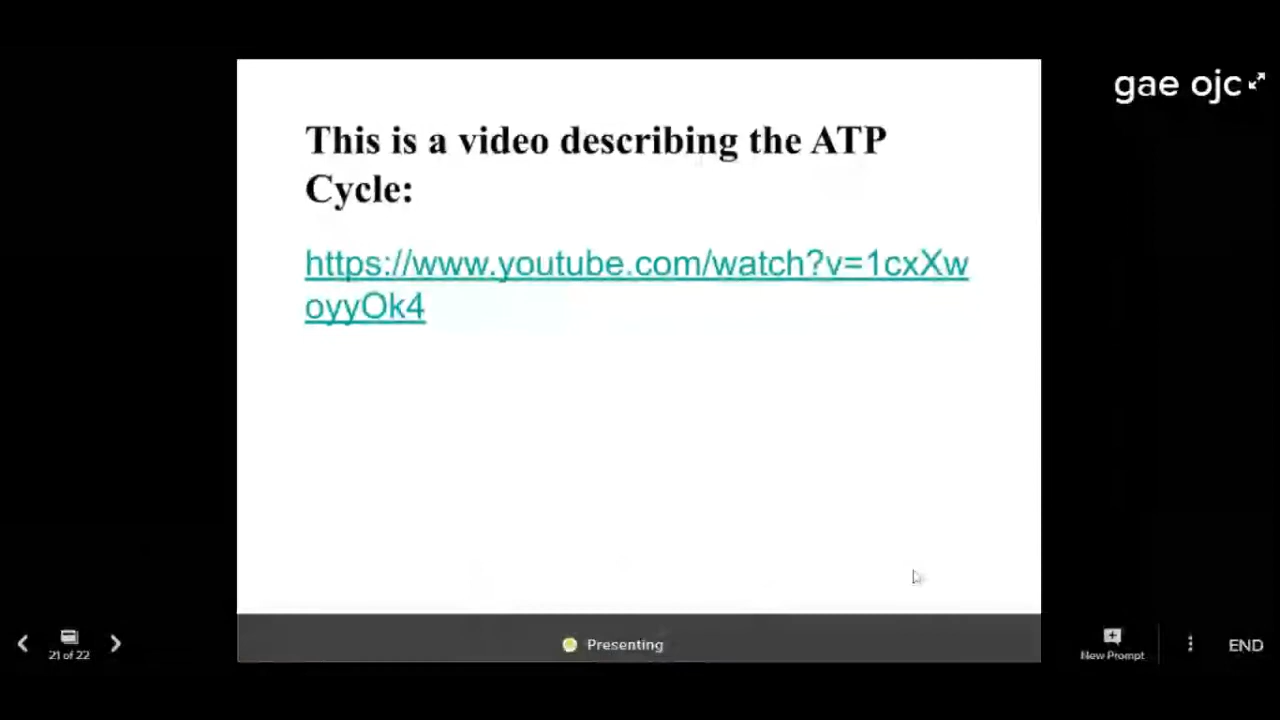 gae ojc
This is a video describing the ATP
Cycle:
https://www.youtube.com/watch?v=1cxXw
oyyOk4
Presenting
21 of 22
New Prompt
END